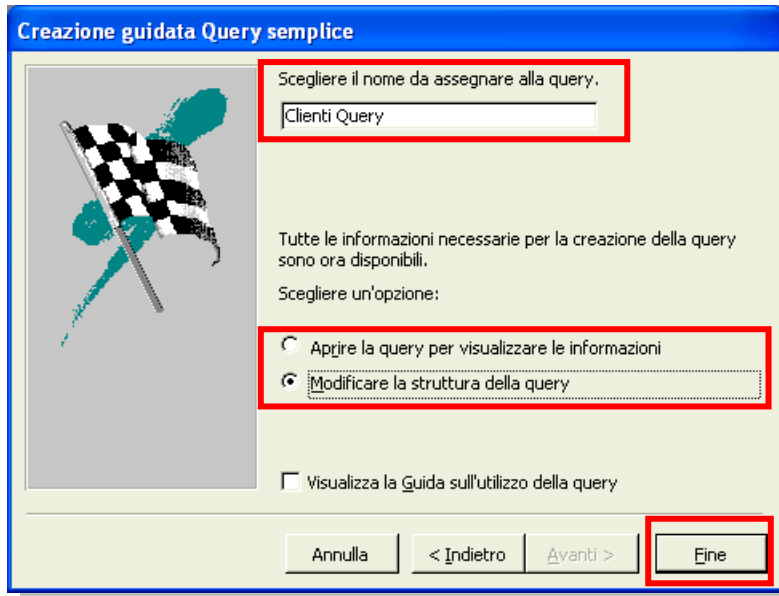 Creazione guidata Query semplice
Scegliere il nome da assegnare alla query.
Clienti Query
Tutte le informazioni necessarie per la creazione della query
sono ora disponibili.
Scegliere un'opzione:
Aprire la query per visualizzare le informazioni
Modificare la struttura della query
Visualizza la Guida sull'utilizzo della query
Annulla
< Indietro
Avanti >
Fine